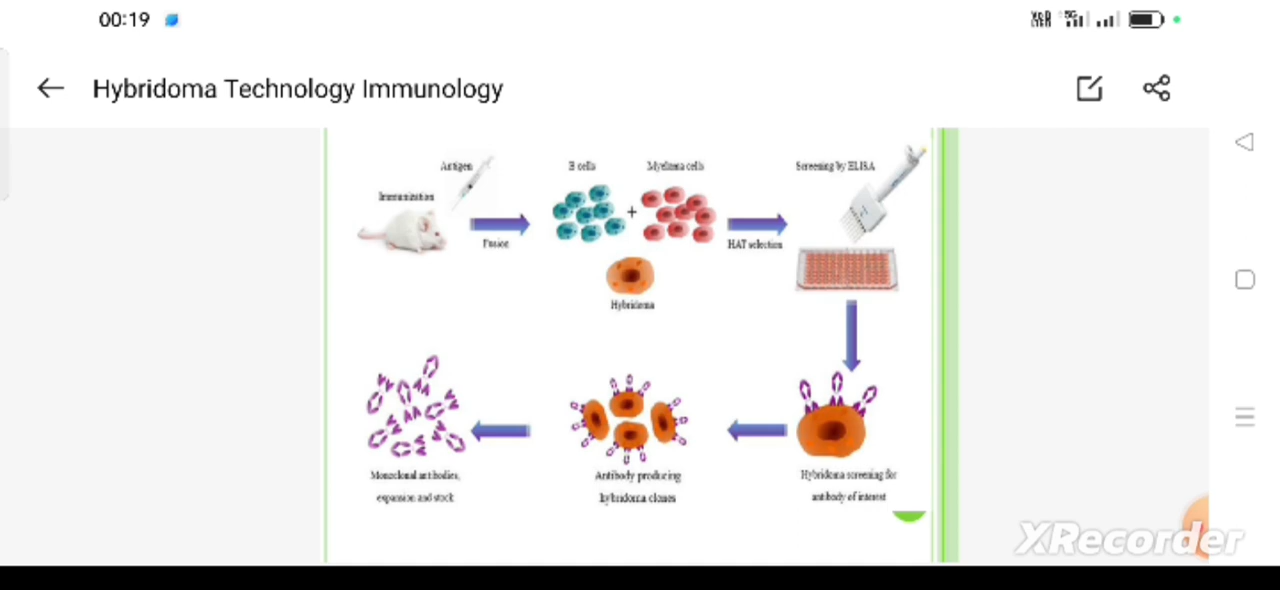 00:19
Hybridoma Technology Immunology
Antigen
B cells
Myeloma cells
Screening by ELISA
Immunization
+
Fusion
HAT selection
Hybridoma
Monoclonal antibodies,
expansion and stock
Antibody producing
hybridoma clones
Hybridoma screening for
antibody of interest
XRecorder